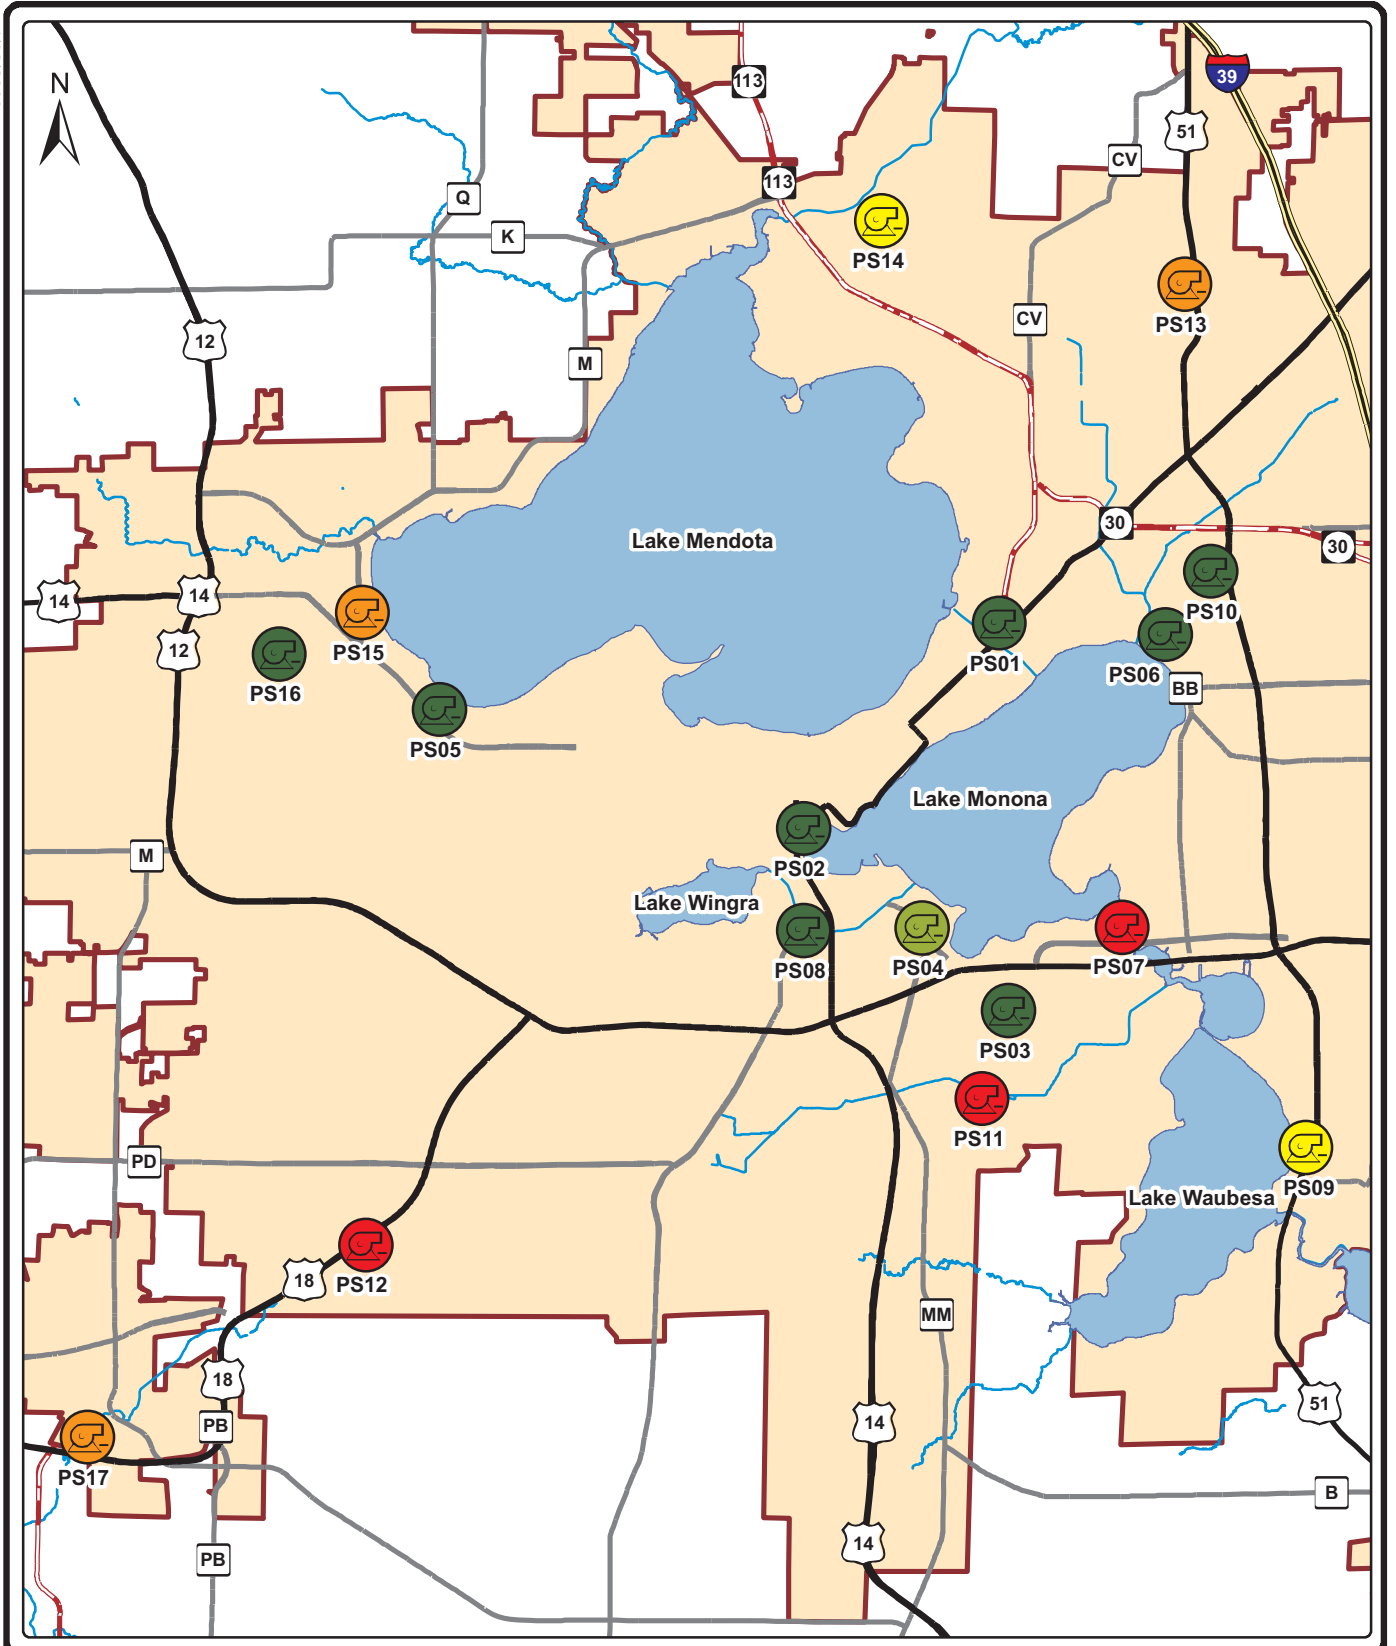 N
39
113
51
CV
113
Q
K
PS14
PS13
CV
12
M
Lake Mendota
30
30
14
14
PS10
12
PS15
PS01
PS06
PS16
BB
PS05
Lake Monona
M
PS02
Lake Wingra
PS08
PS04
PS07
PS03
PS11
PD
Lake Waubesa
PS09
18
PS12
MM
18
51
PB
14
PS17
B
14
PB